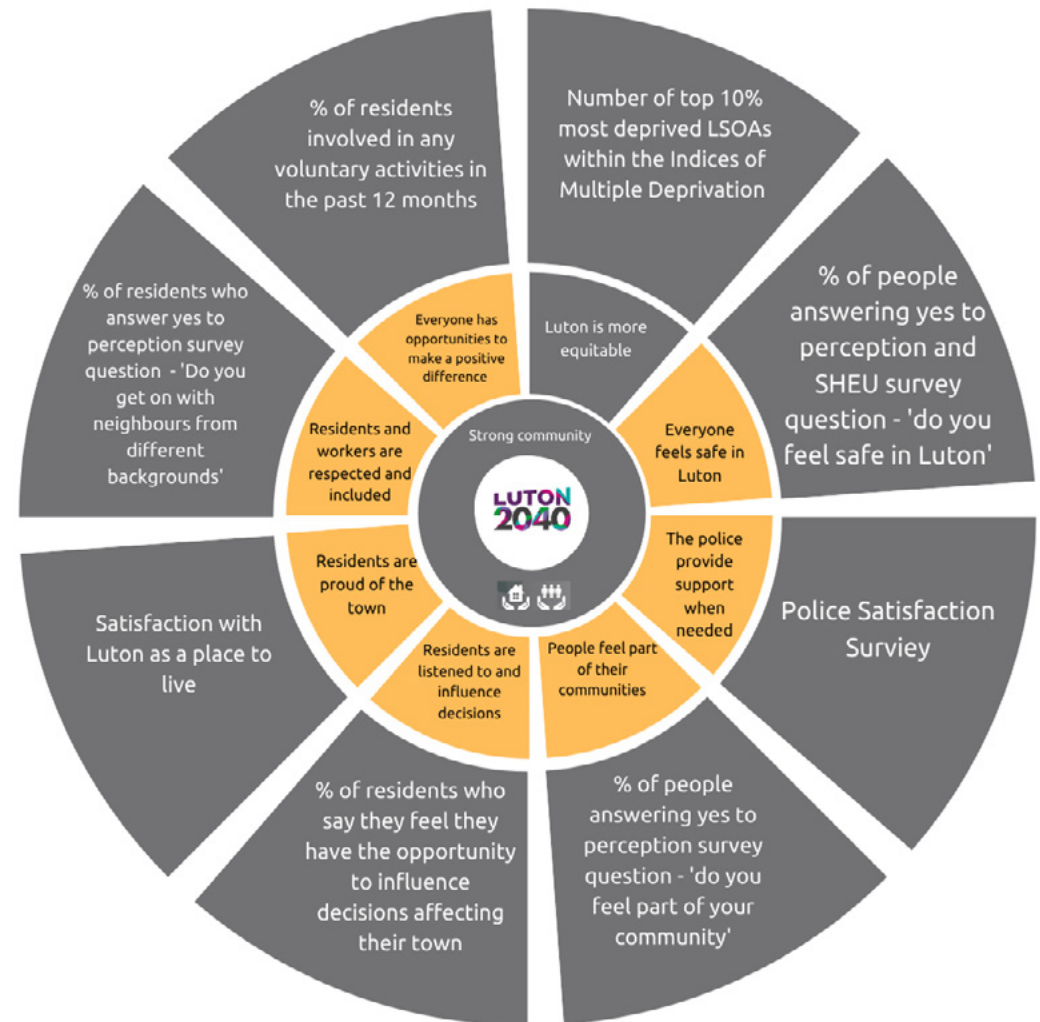 Number of top 10%
most deprived LSOAs
within the Indices of
Multiple Deprivation
% of people
answering yes to
perception and
SHEU survey
question - 'do you
feel safe in Luton'
Police Satisfaction
Surviey
% of people
answering yes to
perception survey
question - 'do you
feel part of your
community'
% of residents who
say they feel they
have the opportunity
to influence
decisions affecting
their town
Satisfaction with
Luton as a place to
live
% of residents who
answer yes to
perception survey
question - 'Do you
get on with
neighbours from
different
backgrounds'
% of residents
involved in any
voluntary activities in
the past 12 months
Luton is more
equitable
Everyone
feels safe in
Luton
The police
provide
support
when
needed
People feel part
of their
communities
Residents are
listened to and
influence
decisions
Residents are
proud of the
town
Residents and
workers are
respected and
included
Everyone has
opportunities to
make a positive
difference
Strong community
LUTON
2040